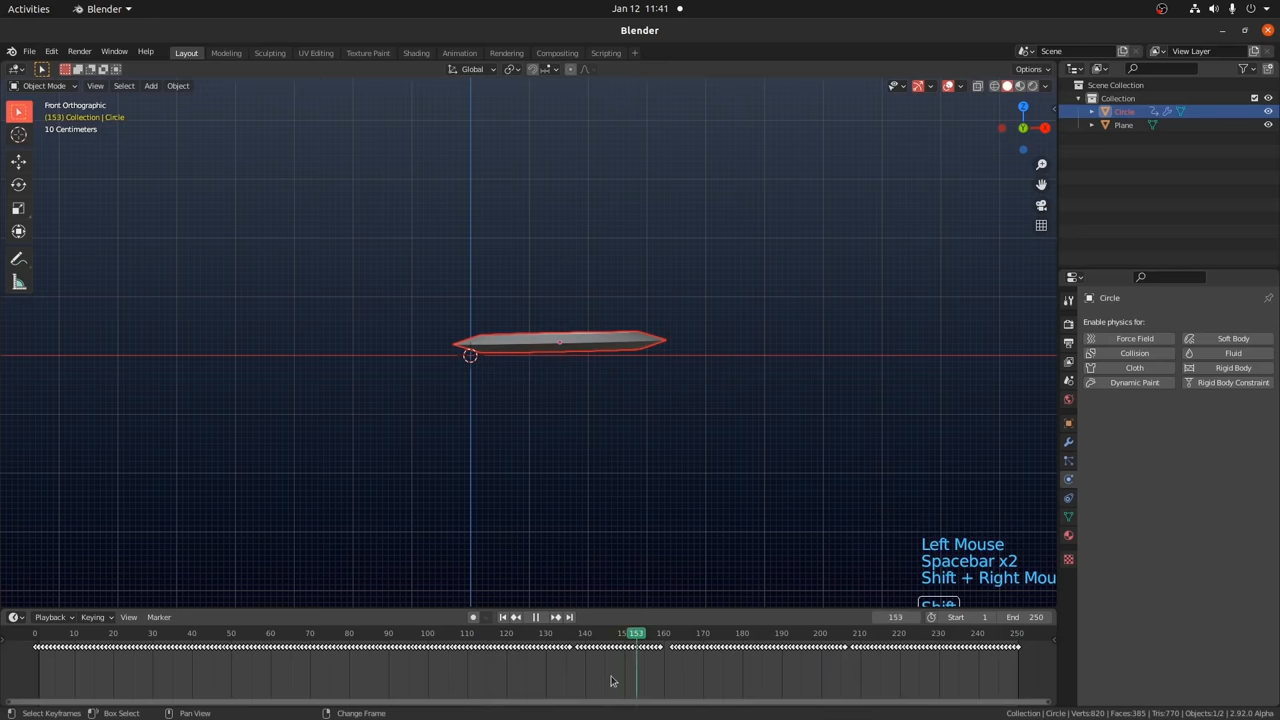 Activities
Blender
Jan 12 11:41
Blender
File Edit Render Window Help
Layout Modeling Sculpting UV Editing Texture Paint Shading Animation Rendering Compositing Scripting +
Scene
View Layer
Global
Options
Object Mode View Select Add Object
Front Orthographic
(153) Collection | Circle
10 Centimeters
Z
Y
X
Scene Collection
Collection
Circle
Plane
Circle
Enable physics for:
Force Field Soft Body
Collision Fluid
Cloth Rigid Body
Dynamic Paint Rigid Body Constraint
Left Mouse
Spacebar x2
Shift + Right Mou
Shift
Playback Keying View Marker
153 Start 1 End 250
0 10 20 30 40 50 60 70 80 90 100 110 120 130 140 15 153 160 170 180 190 200 210 220 230 240 250
Select Keyframes Box Select Pan View Change Frame
Collection | Circle | Verts:820 | Faces:385 | Tris:770 | Objects:1/2 | 2.92.0 Alpha